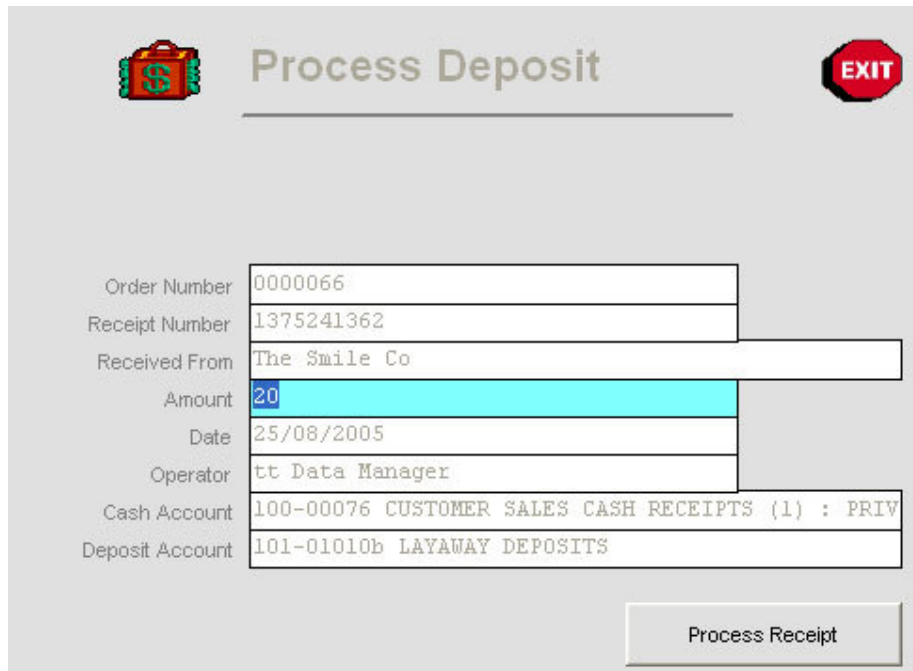 Process Deposit
EXIT
$
Order Number 0000066
Receipt Number 1375241362
Received From The Smile Co
Amount 20
Date 25/08/2005
Operator tt Data Manager
Cash Account 100-00076 CUSTOMER SALES CASH RECEIPTS (1) : PRIV
Deposit Account 101-01010b LAYAWAY DEPOSITS
Process Receipt